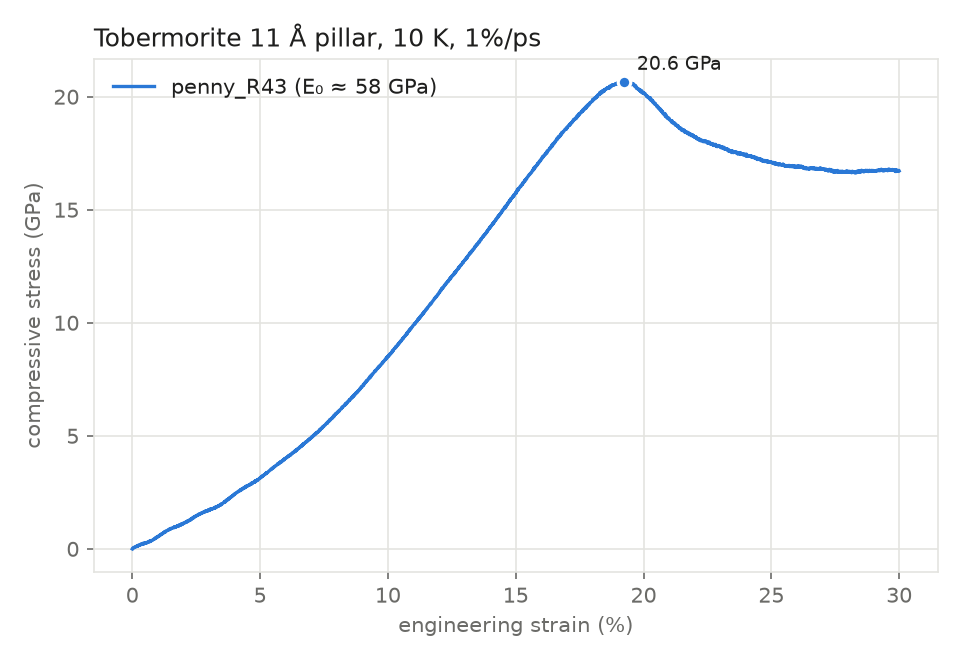 Tobermorite 11 Å pillar, 10 K, 1%/ps
20.6 GPa
penny_R43 (E₀ ≈ 58 GPa)
compressive stress (GPa)
20
15
10
5
0
0 5 10 15 20 25 30
engineering strain (%)